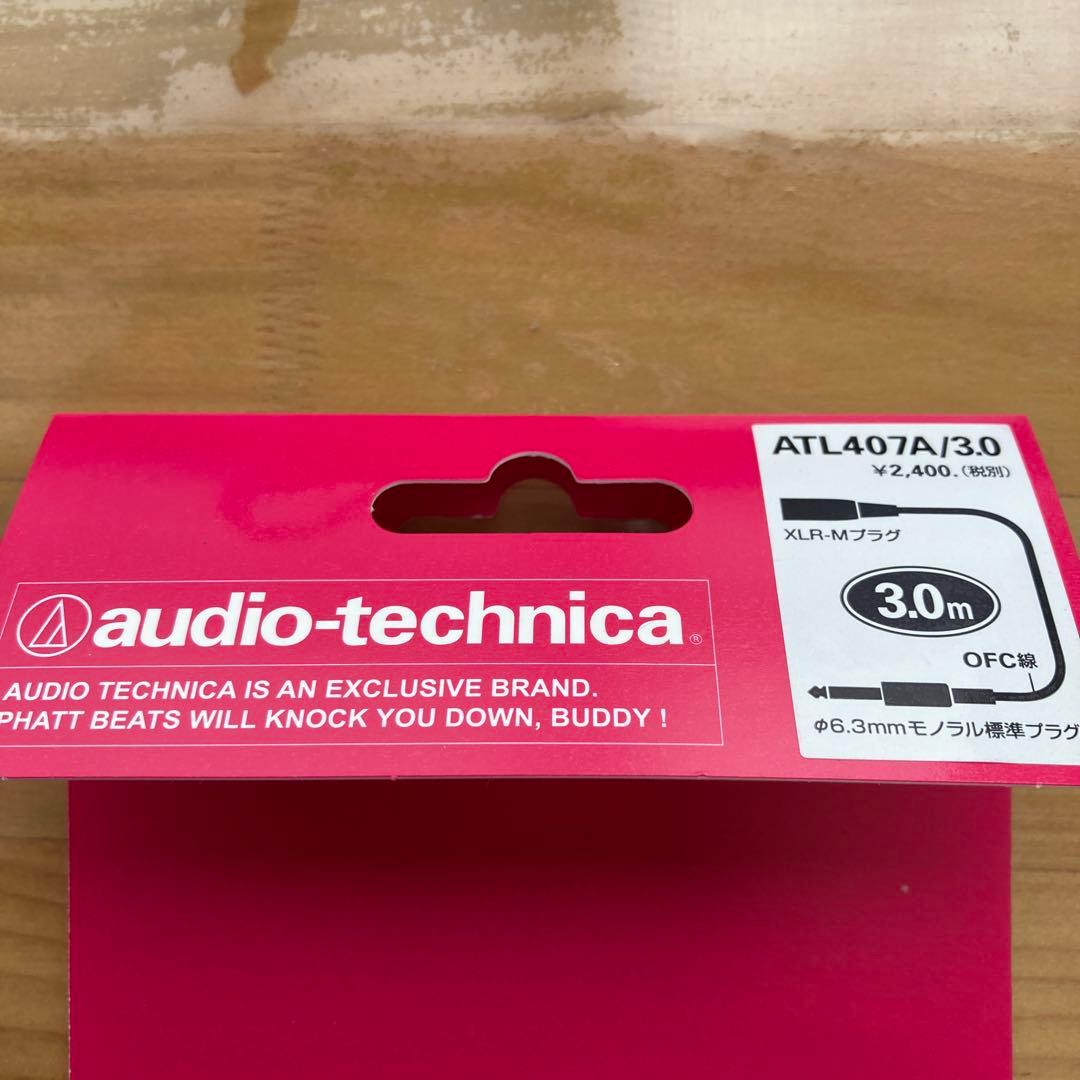 audio-technica®
AUDIO TECHNICA IS AN EXCLUSIVE BRAND.
PHATT BEATS WILL KNOCK YOU DOWN, BUDDY !
ATL407A/3.0
¥2,400.(税別)
XLR-Mプラグ
3.0m
OFC線
φ6.3mmモノラル標準プラグ